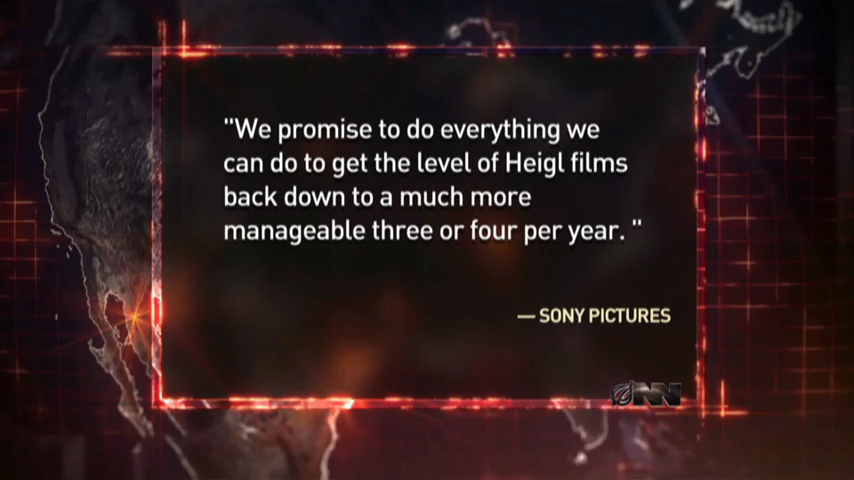 "We promise to do everything we
can do to get the level of Heigl films
back down to a much more
manageable three or four per year. "
— SONY PICTURES
ONN